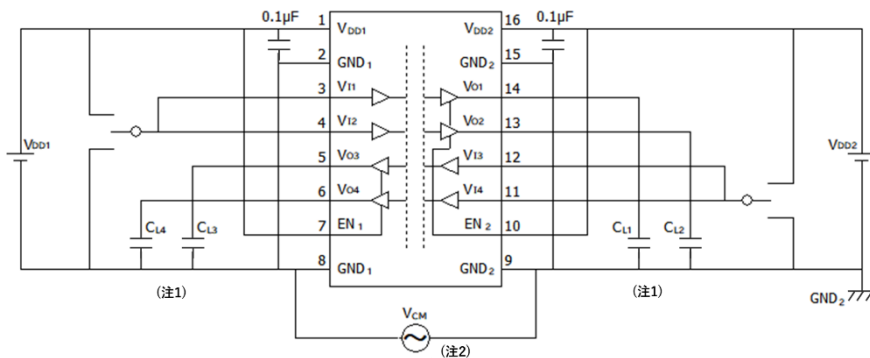 0.1µF 1 VDD1 VDD2 16 0.1µF
2 GND1 GND2 15
3 VI1 VO1 14
4 VI2 VO2 13
VDD1 VDD2
5 VO3 VI3 12
6 VO4 VI4 11
CL4 CL3 7 EN1 EN2 10 CL1 CL2
8 GND1 GND2 9
(注1) (注1)
GND2
VCM
(注2)